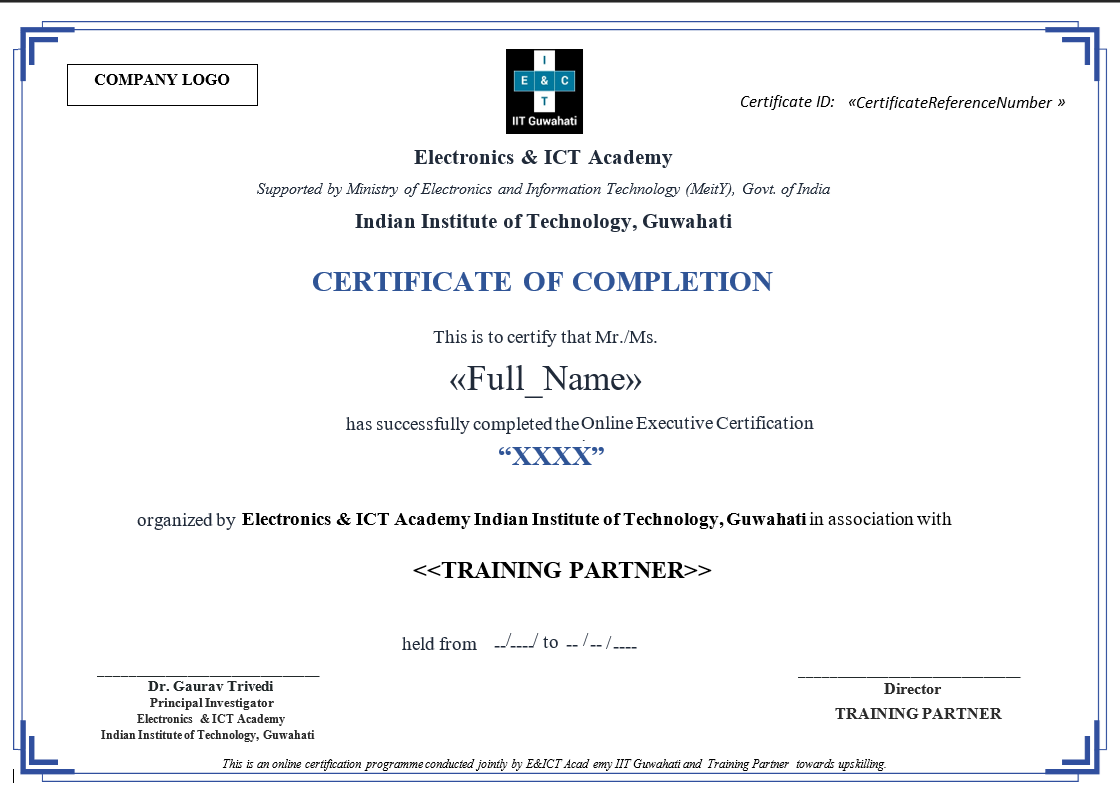 COMPANY LOGO
I
E & C
T
IIT Guwahati
Certificate ID: «CertificateReferenceNumber »
Electronics & ICT Academy
Supported by Ministry of Electronics and Information Technology (MeitY), Govt. of India
Indian Institute of Technology, Guwahati
CERTIFICATE OF COMPLETION
This is to certify that Mr./Ms.
«Full_Name»
has successfully completed the Online Executive Certification
“XXXX”
organized by Electronics & ICT Academy Indian Institute of Technology, Guwahati in association with
<<TRAINING PARTNER>>
held from --/----/ to -- /-- /----
Dr. Gaurav Trivedi
Principal Investigator
Electronics & ICT Academy
Indian Institute of Technology, Guwahati
Director
TRAINING PARTNER
This is an online certification programme conducted jointly by E&ICT Acad emy IIT Guwahati and Training Partner towards upskilling.